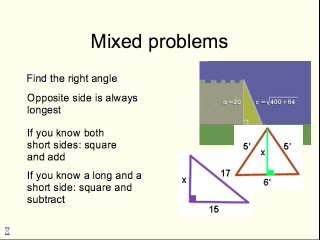 Mixed problems
Find the right angle
Opposite side is always
longest
If you know both
short sides: square
and add
If you know a long and a
short side: square and
subtract
a=20
c=√400+64
5'
x
5'
6'
x
17
15